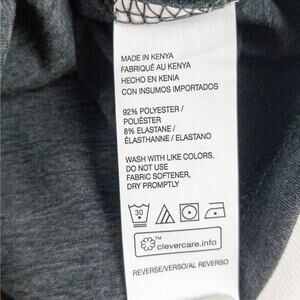 MADE IN KENYA
FABRIQUÉ AU KENYA
HECHO EN KENIA
CON INSUMOS IMPORTADOS
92% POLYESTER /
POLIÉSTER
8% ELASTANE /
ÉLASTHANNE / ELASTANO
WASH WITH LIKE COLORS,
DO NOT USE
FABRIC SOFTENER,
DRY PROMPTLY
30
TM
clevercare.info
REVERSE/VERSO/AL REVERSO